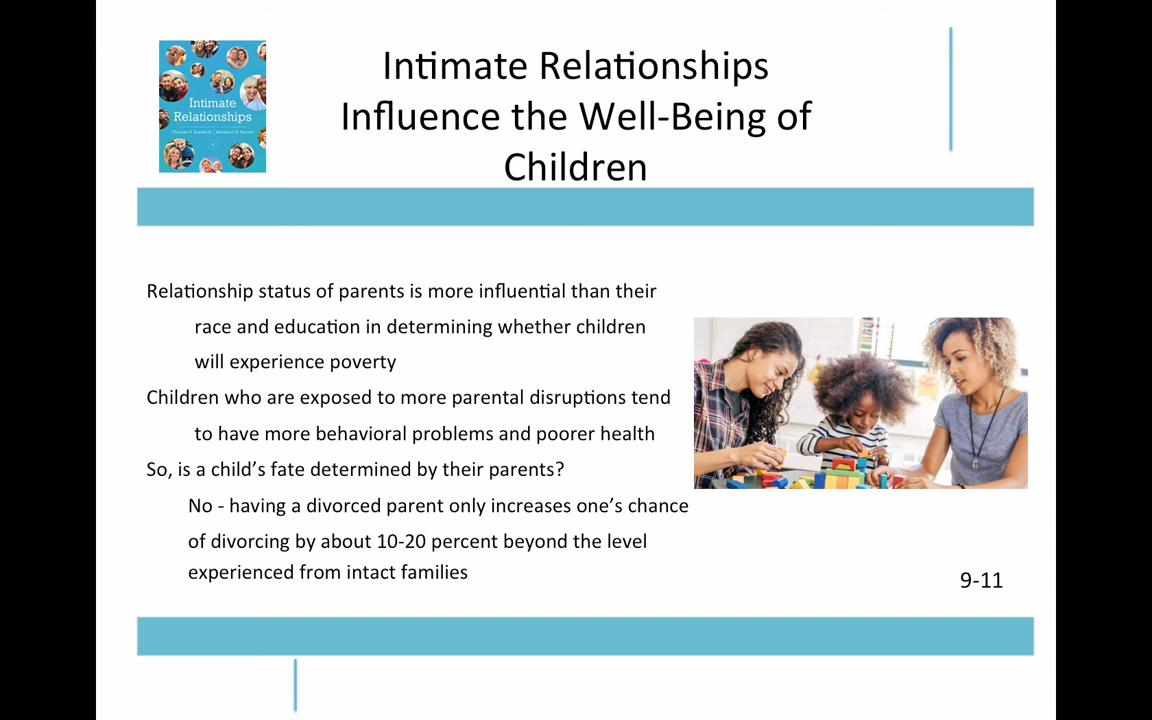 Intimate Relationships
Influence the Well-Being of
Children
Intimate
Relationships
Relationship status of parents is more influential than their
race and education in determining whether children
will experience poverty
Children who are exposed to more parental disruptions tend
to have more behavioral problems and poorer health
So, is a child’s fate determined by their parents?
No - having a divorced parent only increases one’s chance
of divorcing by about 10-20 percent beyond the level
experienced from intact families
9-11